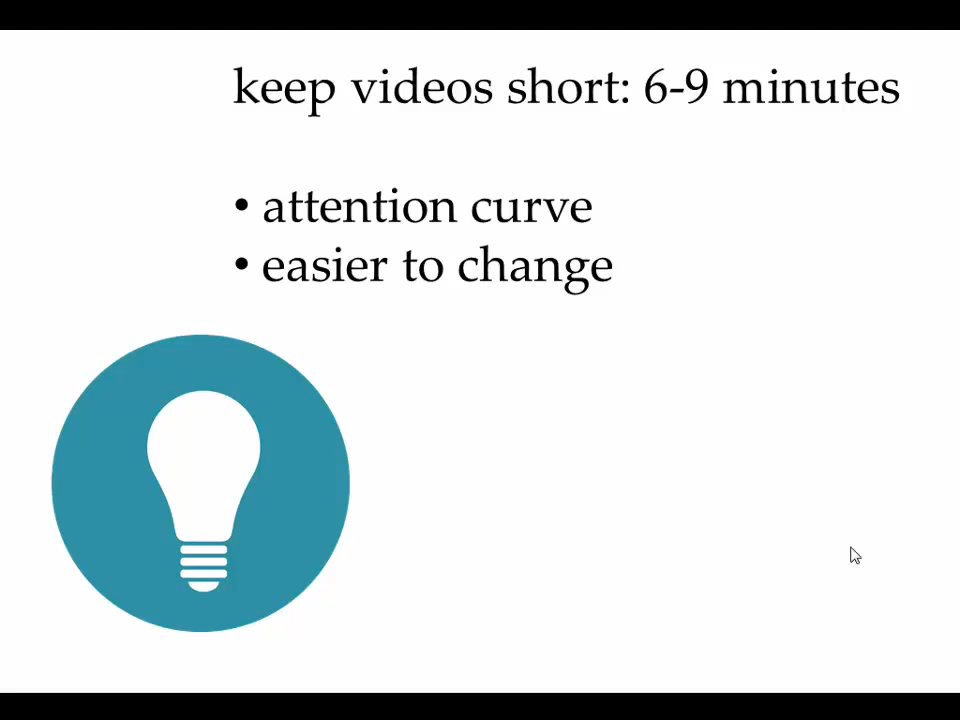 keep videos short: 6-9 minutes
• attention curve
• easier to change